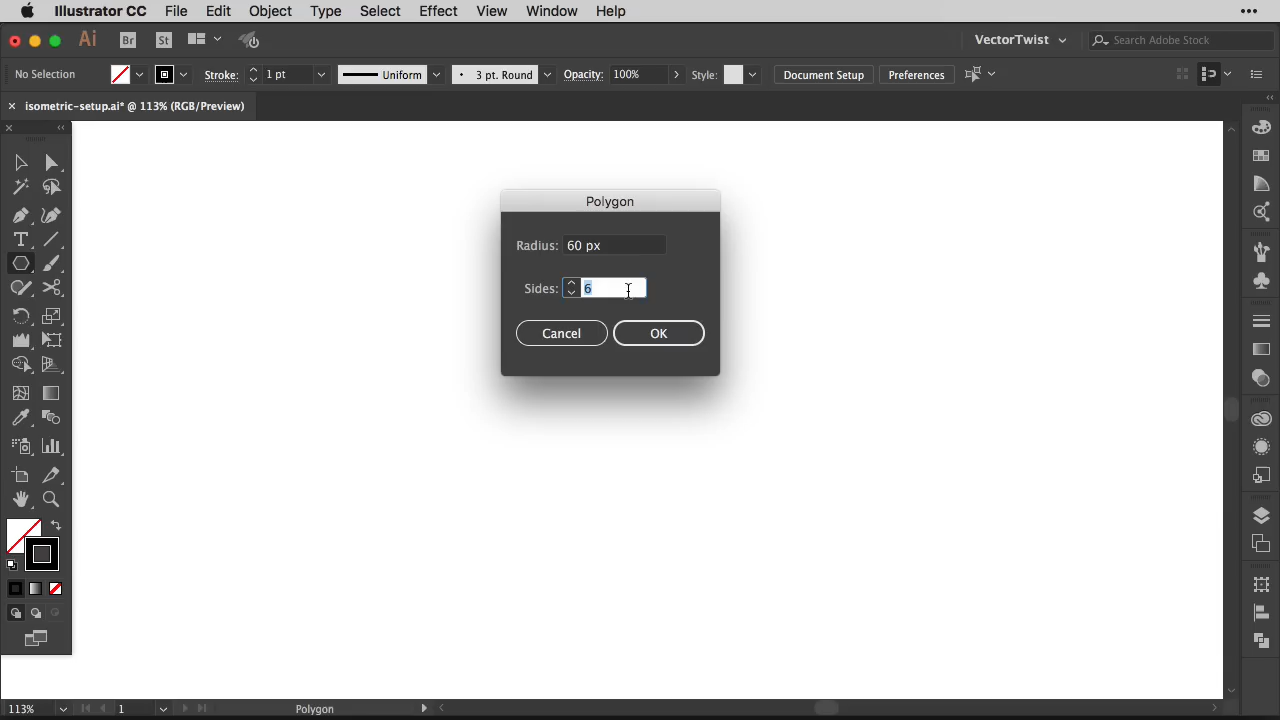 Illustrator CC File Edit Object Type Select Effect View Window Help
Ai Br St VectorTwist Search Adobe Stock
No Selection Stroke: 1 pt Uniform 3 pt. Round Opacity: 100% Style: Document Setup Preferences
isometric-setup.ai* @ 113% (RGB/Preview)
Polygon
Radius: 60 px
Sides: 6
Cancel OK
113% 1 Polygon